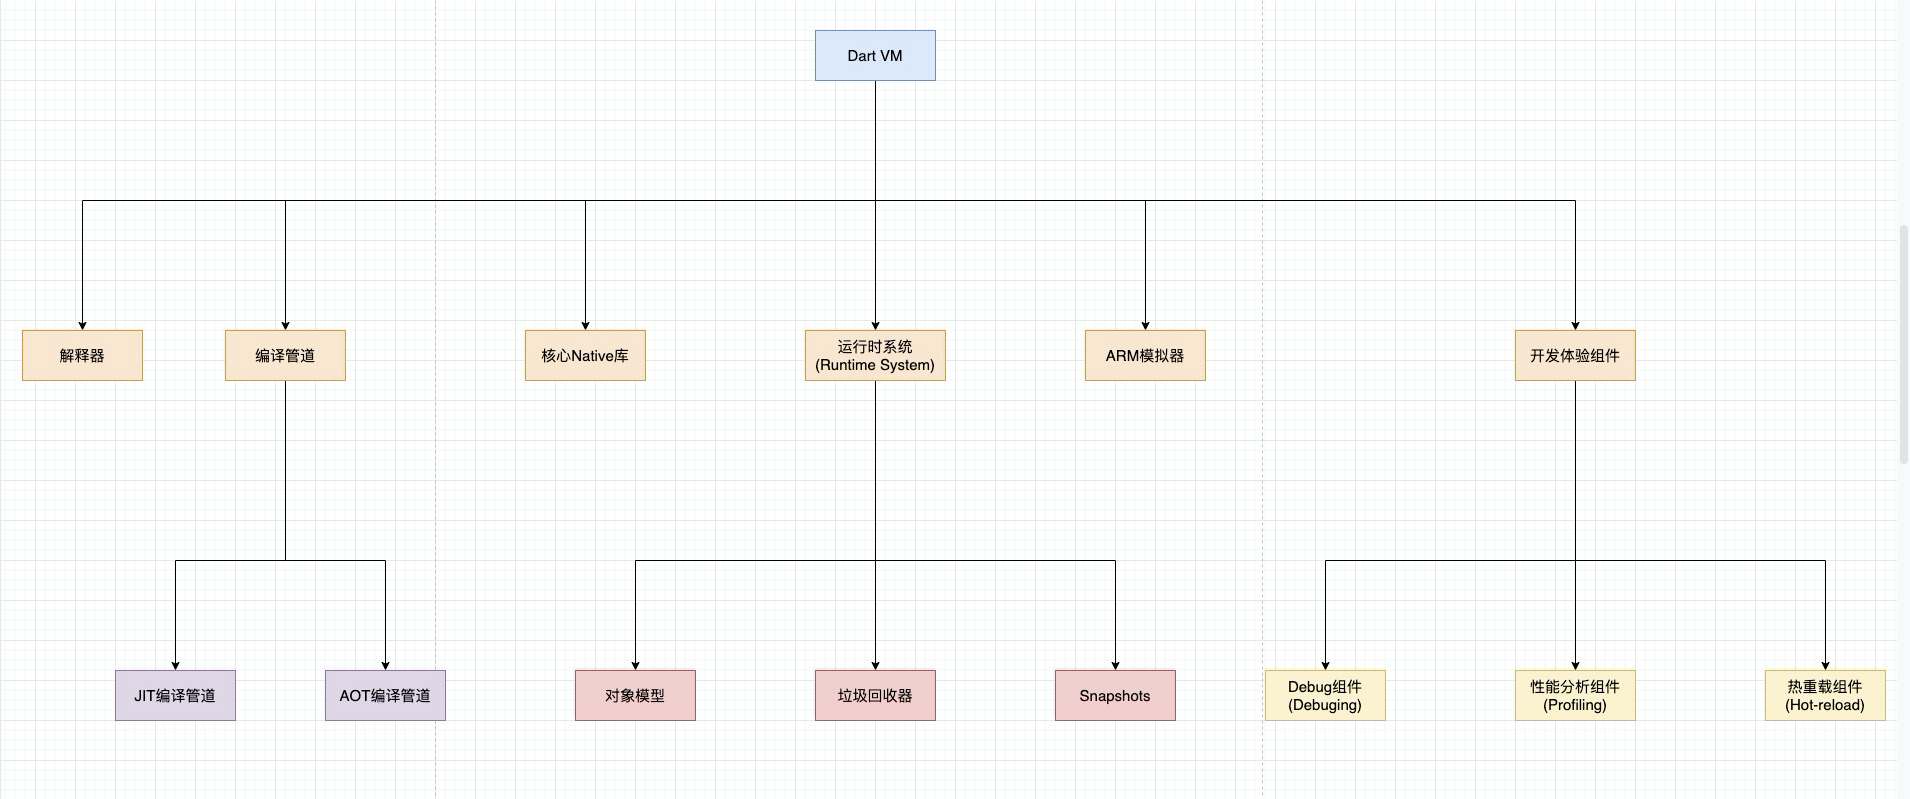 Dart VM
解释器
编译管道
核心Native库
运行时系统
(Runtime System)
ARM模拟器
开发体验组件
JIT编译管道
AOT编译管道
对象模型
垃圾回收器
Snapshots
Debug组件
(Debuging)
性能分析组件
(Profiling)
热重载组件
(Hot-reload)